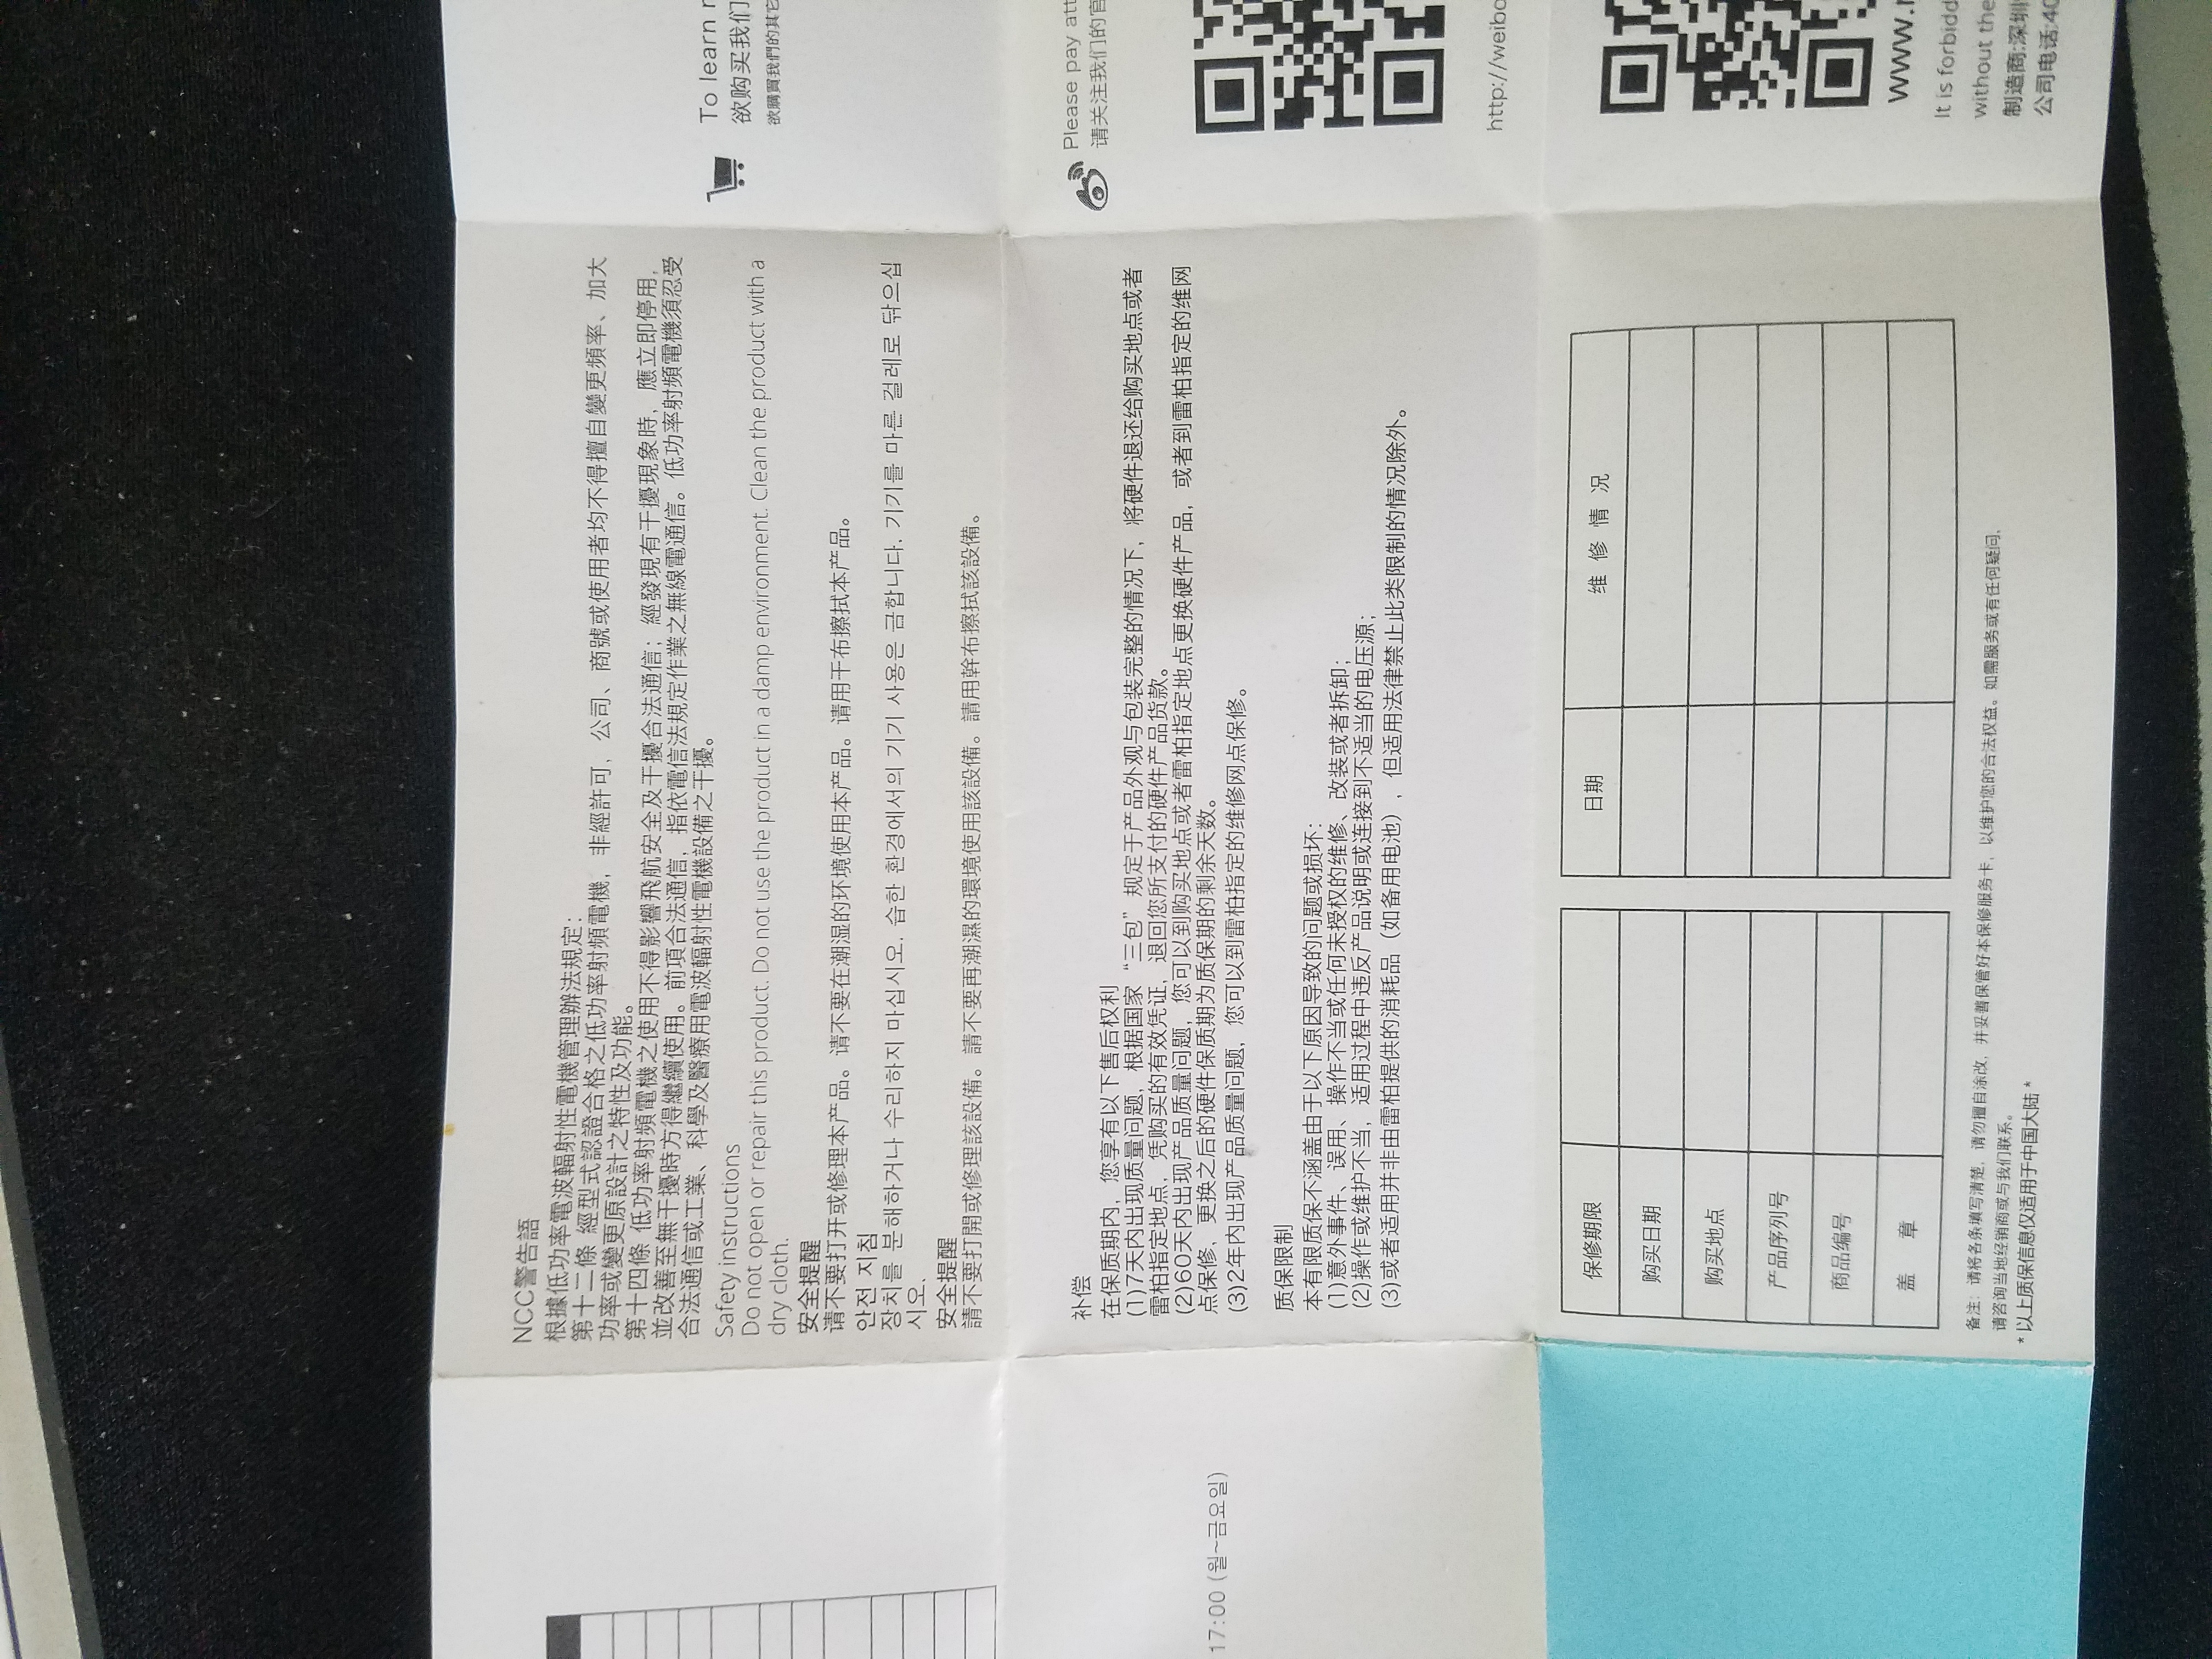 NCC警告語
根據低功率電波輻射性電機管理辦法規定：
第十二條 經型式認證合格之低功率射頻電機，非經許可，公司、商號或使用者均不得擅自變更頻率、加大
功率或變更原設計之特性及功能。
第十四條 低功率射頻電機之使用不得影響飛航安全及干擾合法通信；經發現有干擾現象時，應立即停用，
並改善至無干擾時方得繼續使用。前項合法通信，指依電信法規定作業之無線電通信。低功率射頻電機須忍受
合法通信或工業、科學及醫療用電波輻射性電機設備之干擾。
Safety instructions
Do not open or repair this product. Do not use the product in a damp environment. Clean the product with a
dry cloth.
安全提醒
请不要打开或修理本产品。请不要在潮湿的环境使用本产品。请用干布擦拭本产品。
안전 지침
장치를 분해하거나 수리하지 마십시오. 습한 환경에서의 기기 사용은 금합니다. 기기를 마른 걸레로 닦으십
시오.
安全提醒
請不要打開或修理該設備。請不要再潮濕的環境使用該設備。請用幹布擦拭該設備。
To learn
欲购买我们
欲購買我們的其它
17:00 (월~금요일)
补偿
在保质期内，您享有以下售后权利
(1)7天内出现质量问题，根据国家“三包”规定于产品外观与包装完整的情况下，将硬件退还给购买地点或者
雷柏指定地点，凭购买的有效凭证，退回您所支付的硬件产品货款。
(2)60天内出现产品质量问题，您可以到购买地点或者雷柏指定地点更换硬件产品，或者到雷柏指定的维网
点保修，更换之后的硬件保质期为质保期的剩余天数。
(3)2年内出现产品质量问题，您可以到雷柏指定的维修网点保修。
质保限制
本有限质保不涵盖由于以下原因导致的问题或损坏：
(1)意外事件、误用、操作不当或任何未授权的维修、改装或者拆卸；
(2)操作或维护不当，适用过程中违反产品说明或连接到不适当的电压源；
(3)或者适用并非由雷柏提供的消耗品（如备用电池），但适用法律禁止此类限制的情况除外。
Please pay att
请关注我们的官
http://weibo
保修期限
购买日期
购买地点
产品序列号
商品编号
盖 章
日期 维 修 情 况
备注：请将各条填写清楚，请勿擅自涂改，并妥善保管好本保修服务卡，以维护您的合法权益。如需服务或有任何疑问，
请咨询当地经销商或与我们联系。
* 以上质保信息仅适用于中国大陆 *
www.r
It is forbidd
without the
制造商:深圳
公司电话:40